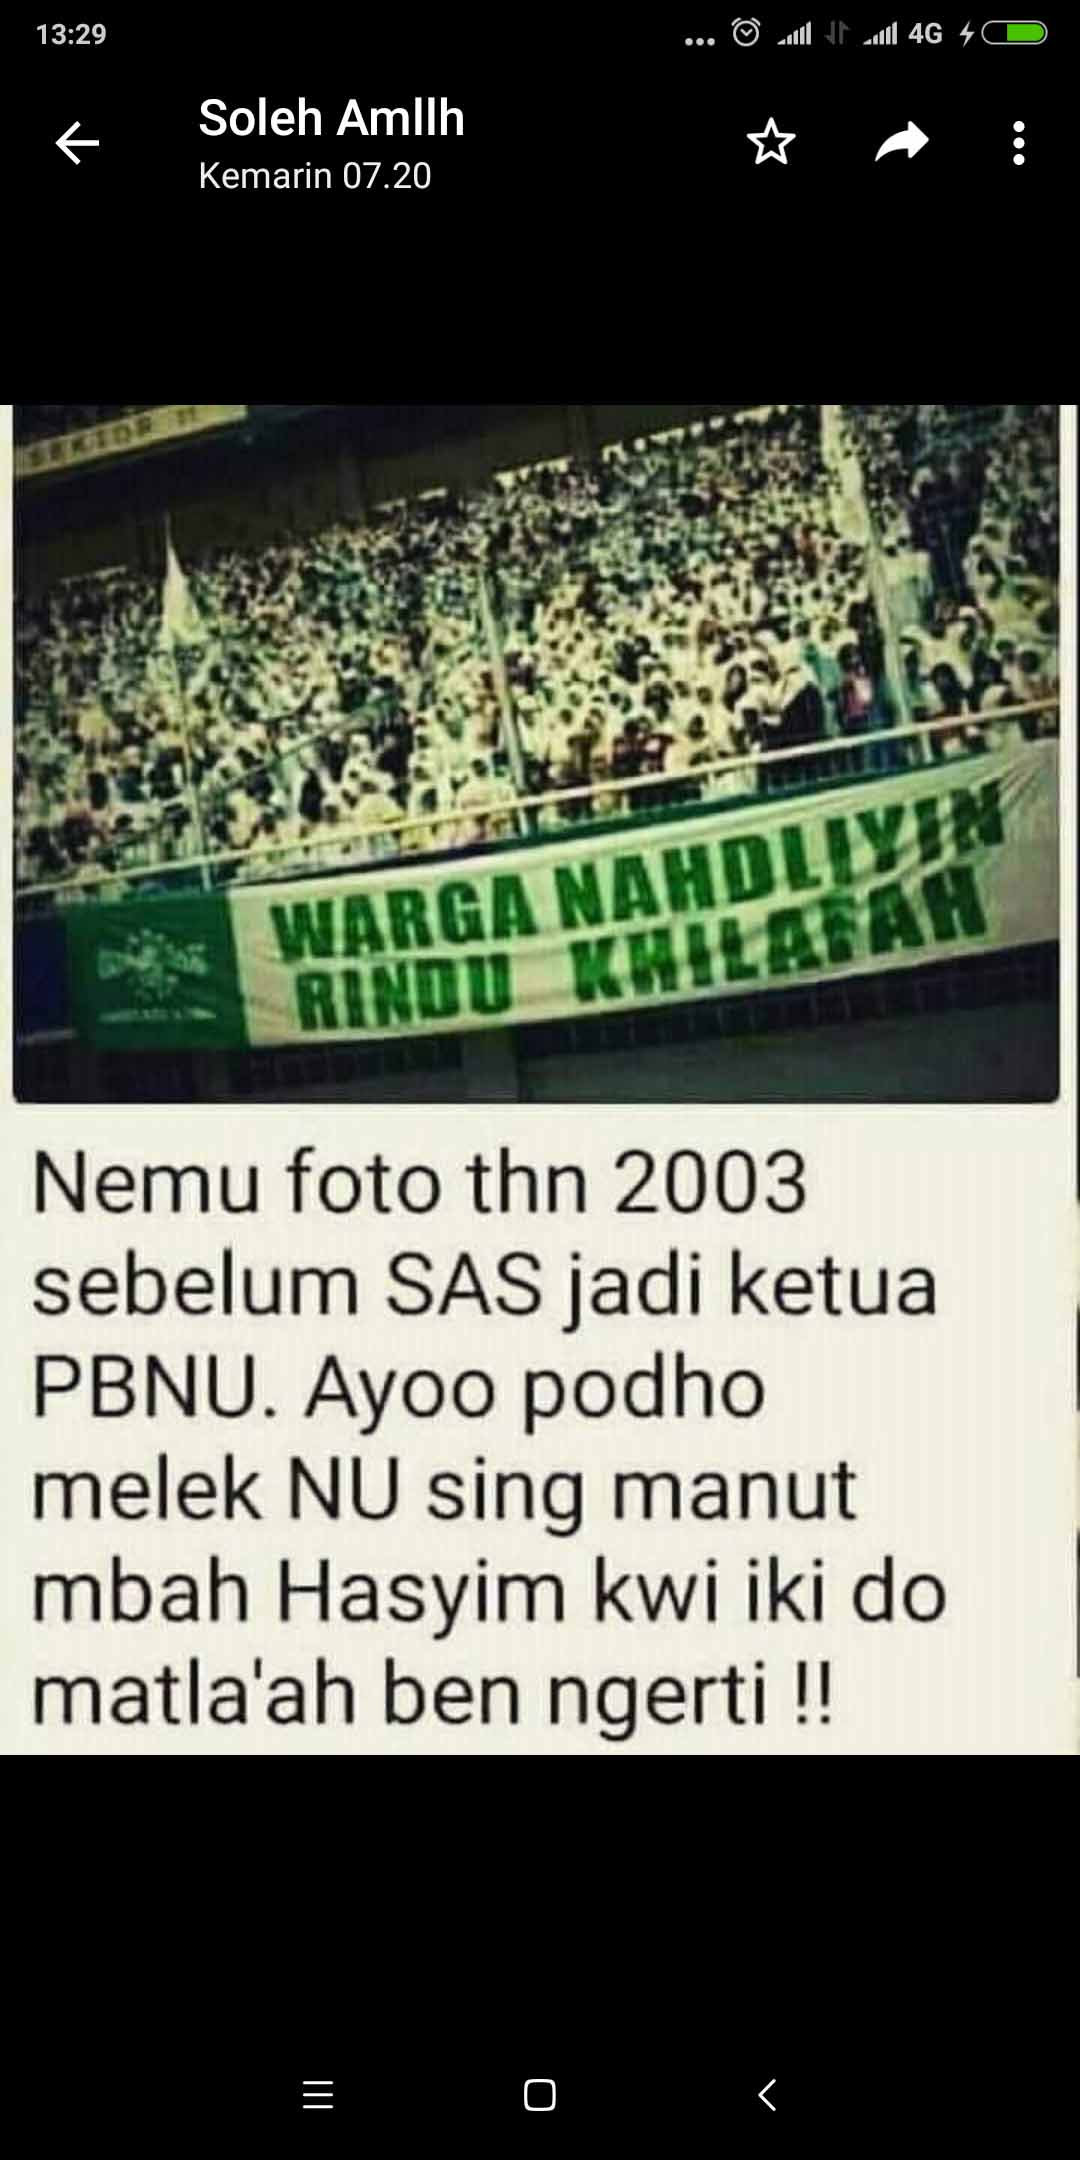 13:29
4G
Soleh Amllh
Kemarin 07.20
SEKTOR
WARGA NAHDLIYIN
RINDU KHILAFAH
Nemu foto thn 2003
sebelum SAS jadi ketua
PBNU. Ayoo podho
melek NU sing manut
mbah Hasyim kwi iki do
matla'ah ben ngerti !!